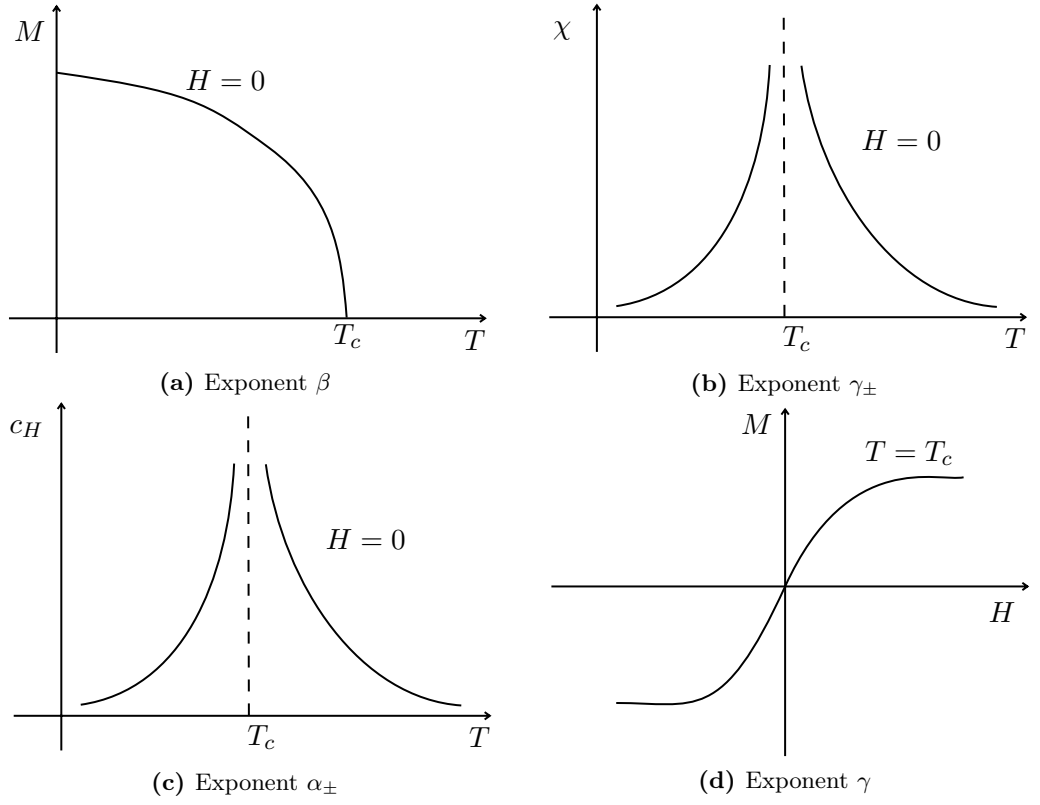 M
H = 0
T_c
T
(a) Exponent β
χ
H = 0
T_c
T
(b) Exponent γ±
c_H
H = 0
T_c
T
(c) Exponent α±
M
T = T_c
H
(d) Exponent γ